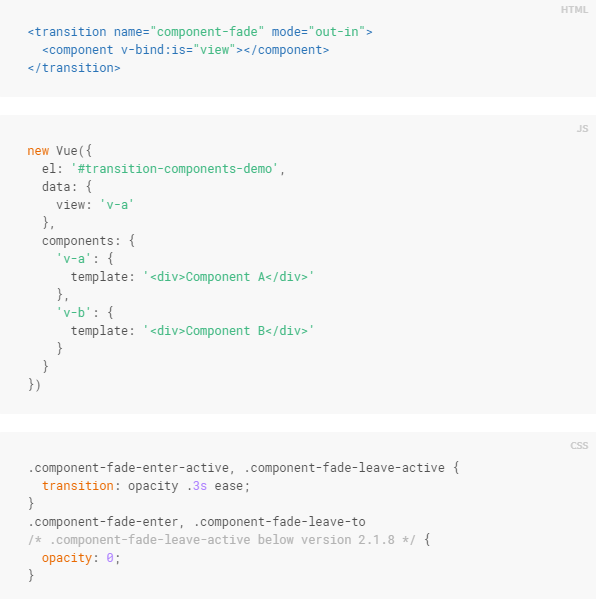 HTML
<transition name="component-fade" mode="out-in">
  <component v-bind:is="view"></component>
</transition>
JS
new Vue({
  el: '#transition-components-demo',
  data: {
    view: 'v-a'
  },
  components: {
    'v-a': {
      template: '<div>Component A</div>'
    },
    'v-b': {
      template: '<div>Component B</div>'
    }
  }
})
CSS
.component-fade-enter-active, .component-fade-leave-active {
  transition: opacity .3s ease;
}
.component-fade-enter, .component-fade-leave-to
/* .component-fade-leave-active below version 2.1.8 */ {
  opacity: 0;
}